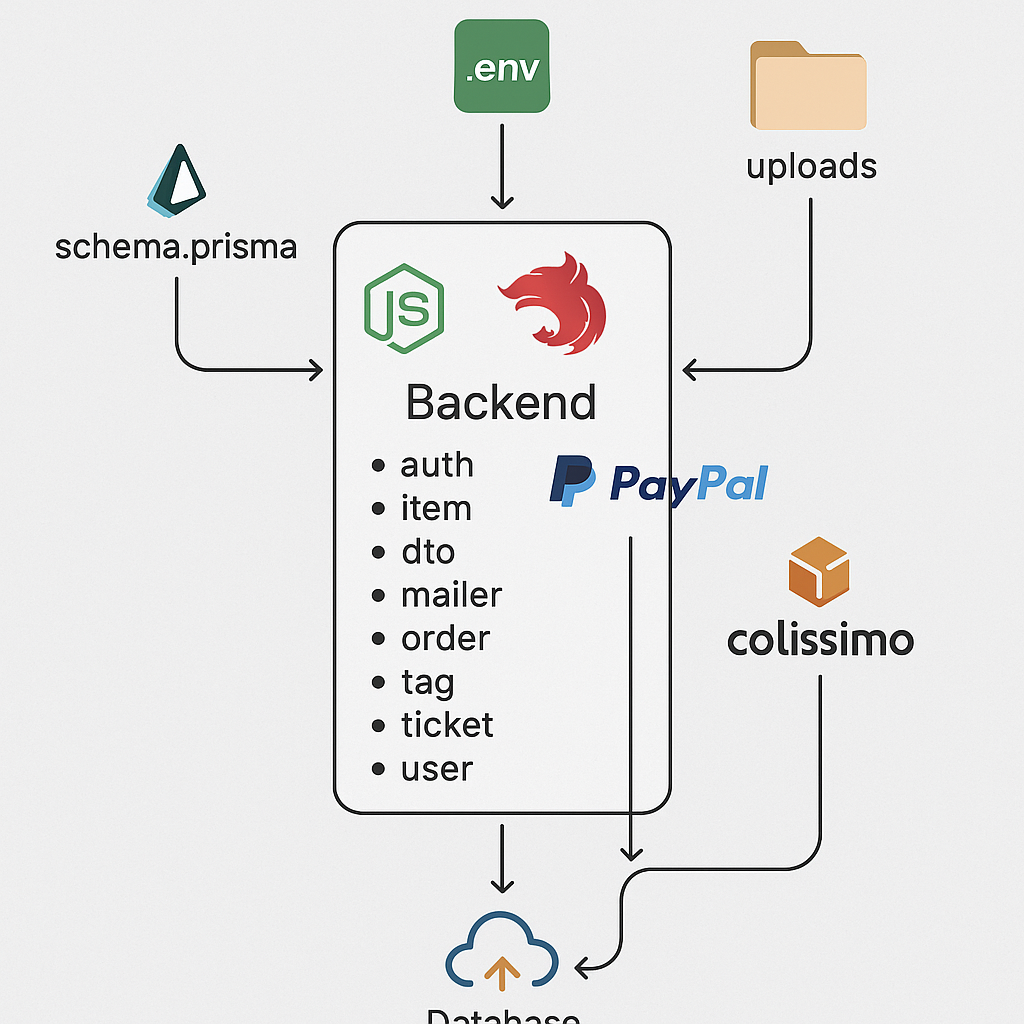 .env
uploads
schema.prisma
JS
Backend
• auth
• item
• dto
• mailer
• order
• tag
• ticket
• user
PayPal
colissimo
Database